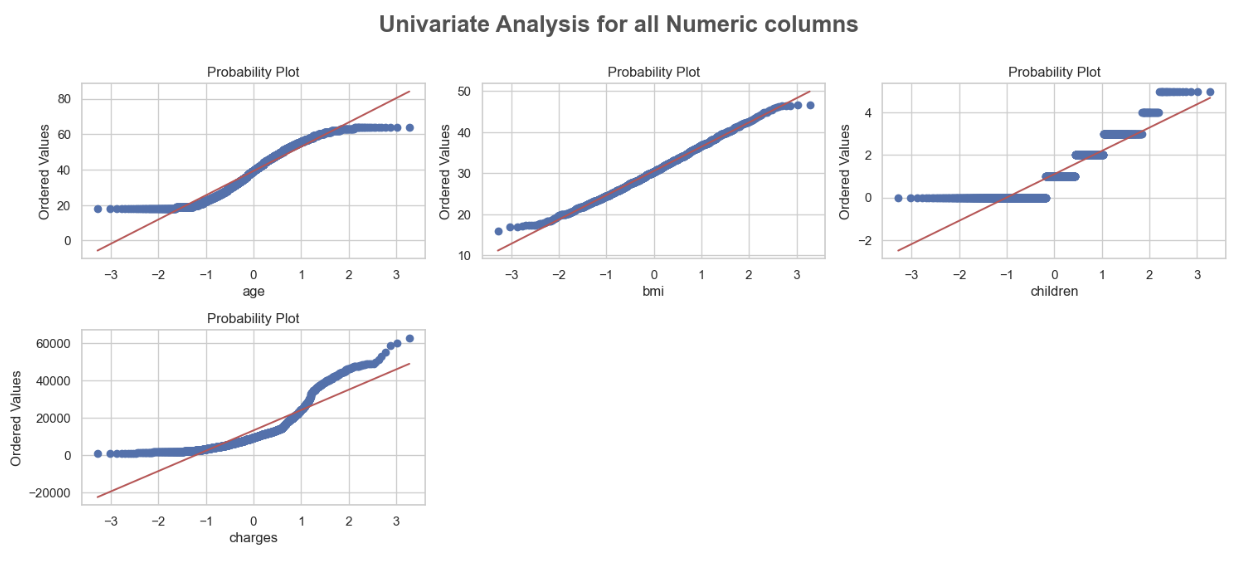 Univariate Analysis for all Numeric columns
Probability Plot
Ordered Values
80
60
40
20
0
−3 −2 −1 0 1 2 3
age
Probability Plot
Ordered Values
50
40
30
20
10
−3 −2 −1 0 1 2 3
bmi
Probability Plot
Ordered Values
4
2
0
−2
−3 −2 −1 0 1 2 3
children
Probability Plot
Ordered Values
60000
40000
20000
0
−20000
−3 −2 −1 0 1 2 3
charges